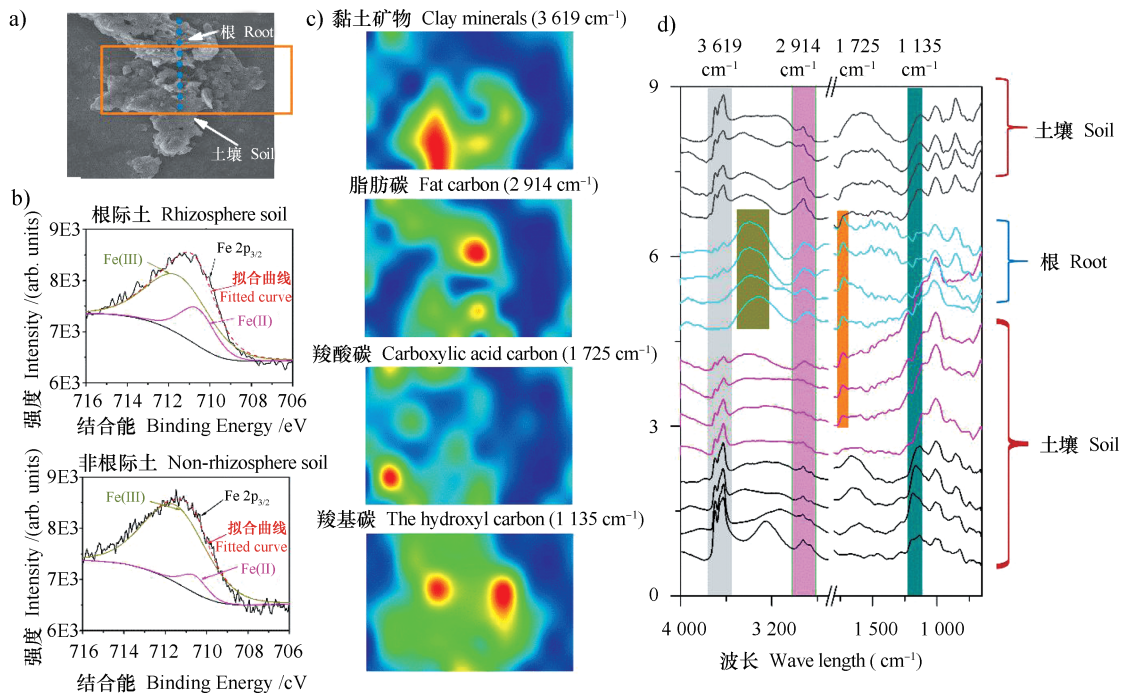 a)
根 Root
土壤 Soil
b)
根际土 Rhizosphere soil
强度 Intensity /(arb. units)
9E3
8E3
7E3
6E3
Fe 2p3/2
Fe(III)
拟合曲线
Fitted curve
Fe(II)
716 714 712 710 708 706
结合能 Binding Energy /eV
非根际土 Non-rhizosphere soil
强度 Intensity /(arb. units)
9E3
8E3
7E3
6E3
Fe(III)
Fe 2p3/2
拟合曲线
Fitted curve
Fe(II)
716 714 712 710 708 706
结合能 Binding Energy /cV
c)
黏土矿物 Clay minerals (3 619 cm⁻¹)
脂肪碳 Fat carbon (2 914 cm⁻¹)
羧酸碳 Carboxylic acid carbon (1 725 cm⁻¹)
羧基碳 The hydroxyl carbon (1 135 cm⁻¹)
d)
3 619 2 914 1 725 1 135
cm⁻¹ cm⁻¹ cm⁻¹ cm⁻¹
9
6
3
0
土壤 Soil
根 Root
土壤 Soil
4 000 3 200 1 500 1 000
波长 Wave length ( cm⁻¹)